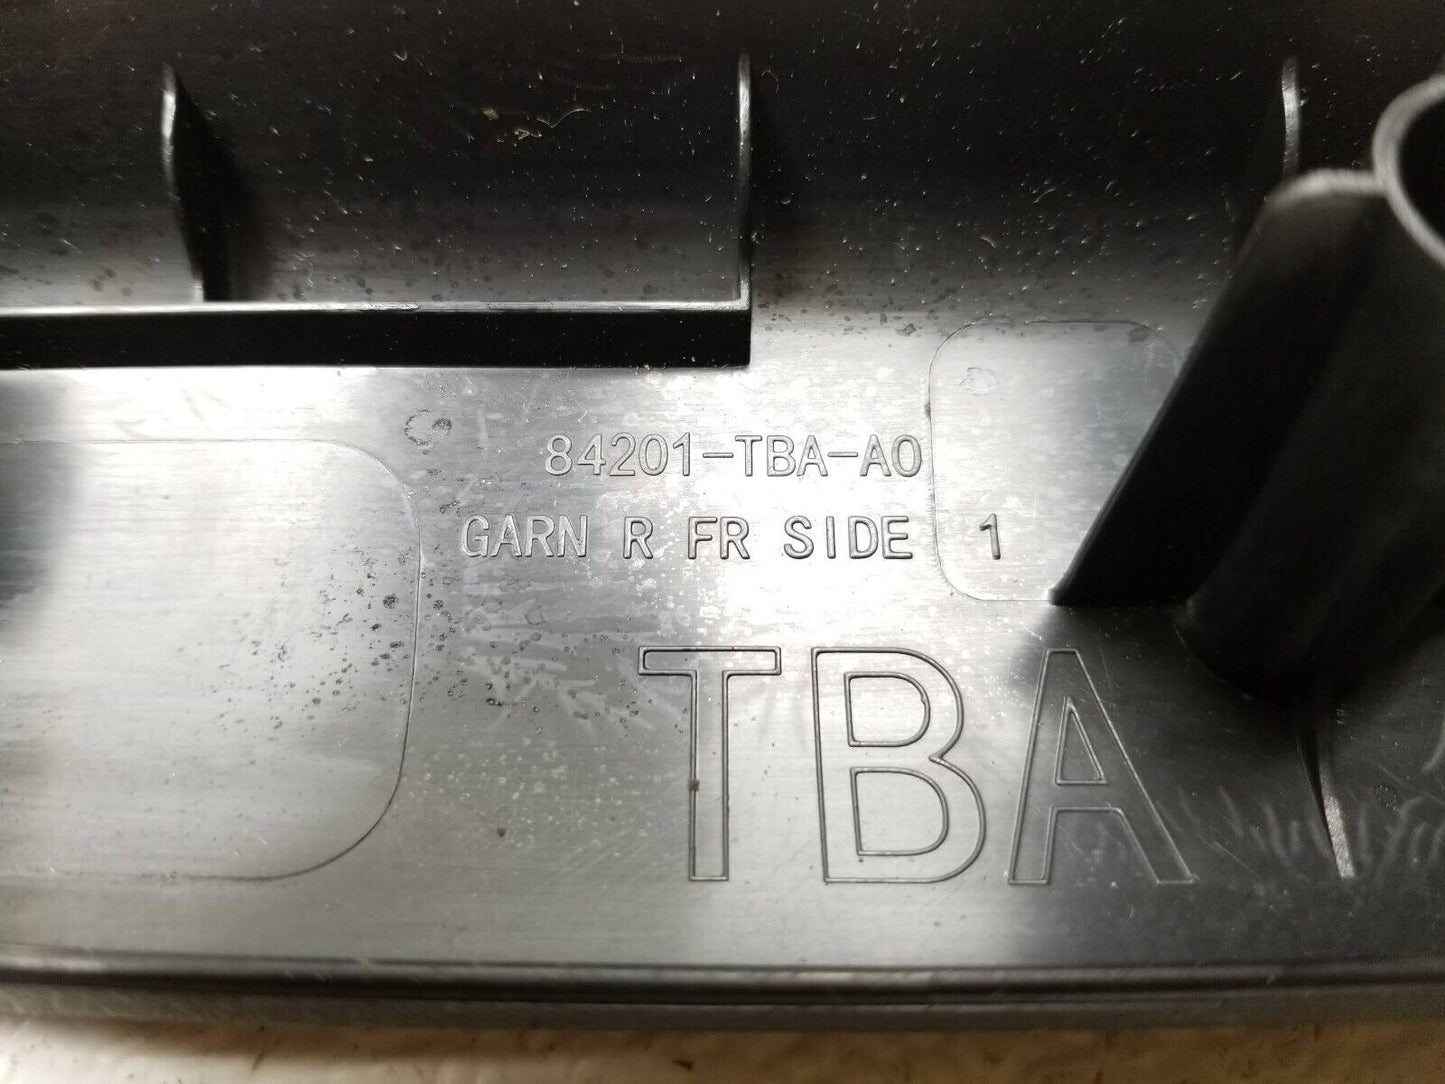 84201-TBA-A0
GARN R FR SIDE 1
TBA